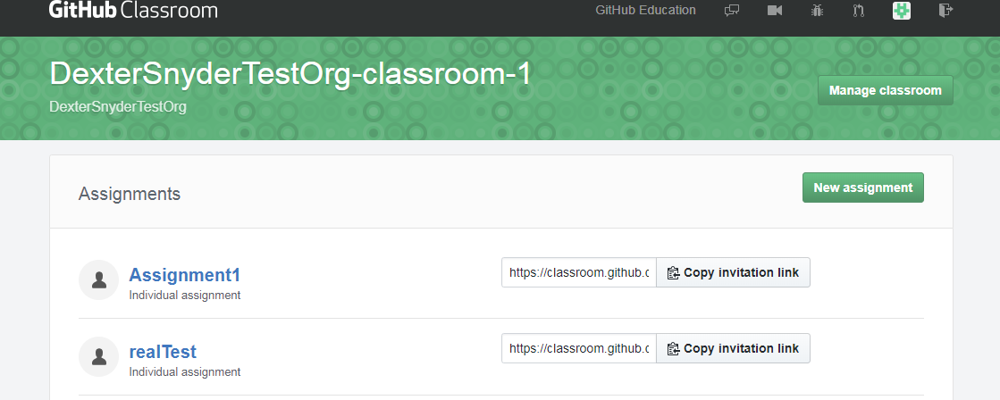 GitHub Classroom
GitHub Education
DexterSnyderTestOrg-classroom-1
DexterSnyderTestOrg
Manage classroom
Assignments
New assignment
Assignment1
Individual assignment
https://classroom.github.c
Copy invitation link
realTest
Individual assignment
https://classroom.github.c
Copy invitation link